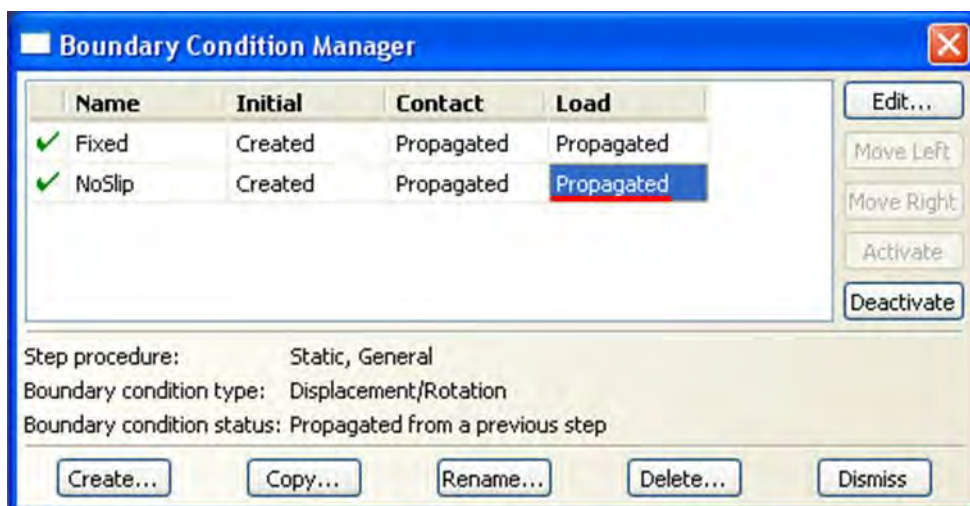 Boundary Condition Manager
Name Initial Contact Load
Fixed Created Propagated Propagated
NoSlip Created Propagated Propagated
Edit...
Move Left
Move Right
Activate
Deactivate
Step procedure: Static, General
Boundary condition type: Displacement/Rotation
Boundary condition status: Propagated from a previous step
Create... Copy... Rename... Delete... Dismiss